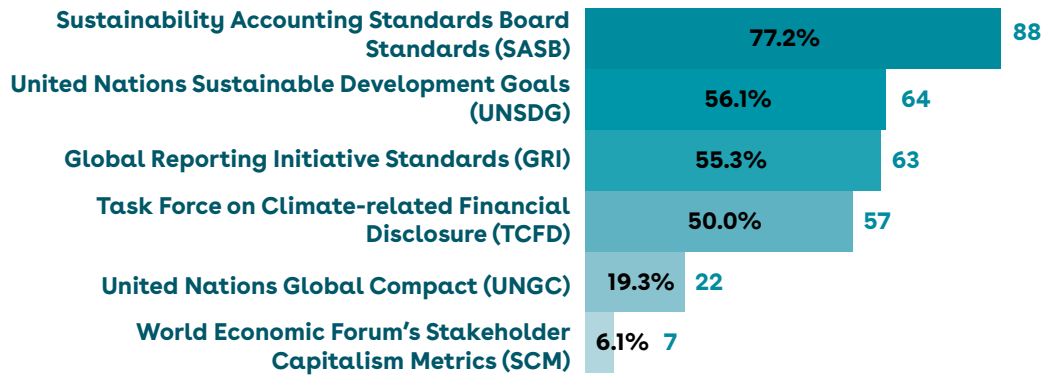 Sustainability Accounting Standards Board
Standards (SASB)
77.2%
88
United Nations Sustainable Development Goals
(UNSDG)
56.1%
64
Global Reporting Initiative Standards (GRI)
55.3%
63
Task Force on Climate-related Financial
Disclosure (TCFD)
50.0%
57
United Nations Global Compact (UNGC)
19.3%
22
World Economic Forum’s Stakeholder
Capitalism Metrics (SCM)
6.1%
7